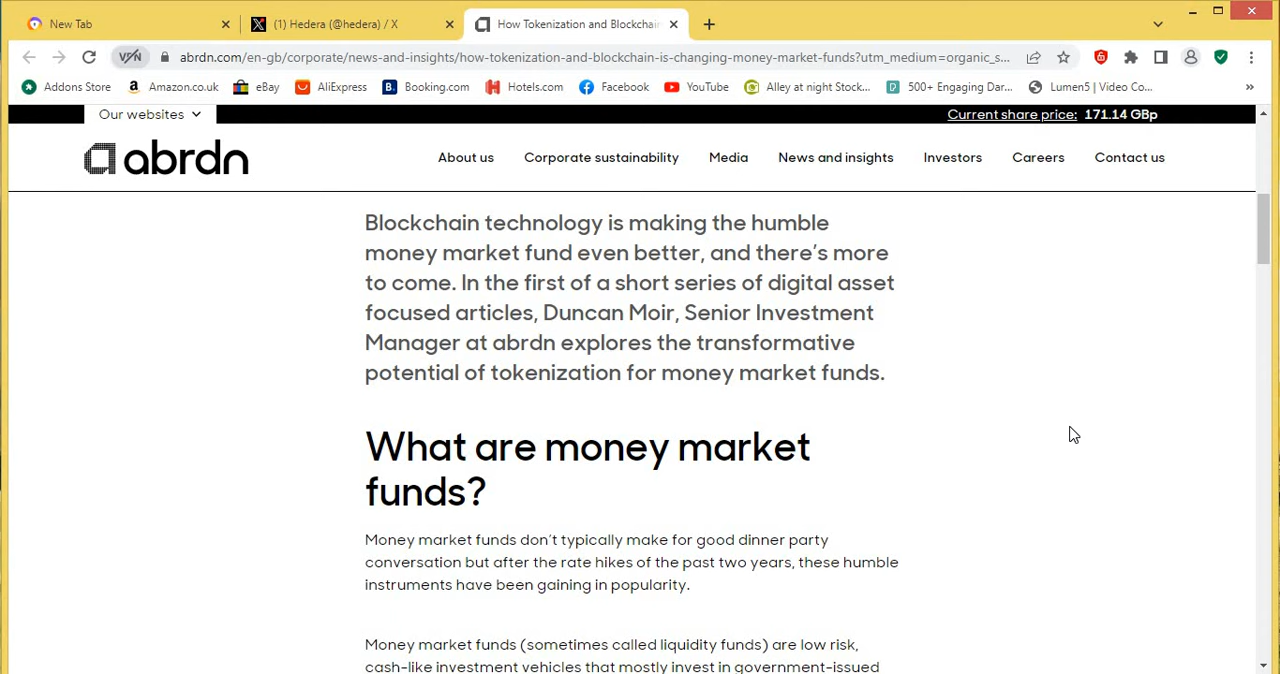 New Tab
(1) Hedera (@hedera) / X
How Tokenization and Blockchain
abrdn.com/en-gb/corporate/news-and-insights/how-tokenization-and-blockchain-is-changing-money-market-funds?utm_medium=organic_s...
Addons Store
Amazon.co.uk
eBay
AliExpress
Booking.com
Hotels.com
Facebook
YouTube
Alley at night Stock...
500+ Engaging Dar...
Lumen5 | Video Co...
Our websites
Current share price: 171.14 GBp
abrdn
About us
Corporate sustainability
Media
News and insights
Investors
Careers
Contact us
Blockchain technology is making the humble
money market fund even better, and there's more
to come. In the first of a short series of digital asset
focused articles, Duncan Moir, Senior Investment
Manager at abrdn explores the transformative
potential of tokenization for money market funds.
What are money market
funds?
Money market funds don't typically make for good dinner party
conversation but after the rate hikes of the past two years, these humble
instruments have been gaining in popularity.
Money market funds (sometimes called liquidity funds) are low risk,
cash-like investment vehicles that mostly invest in government-issued